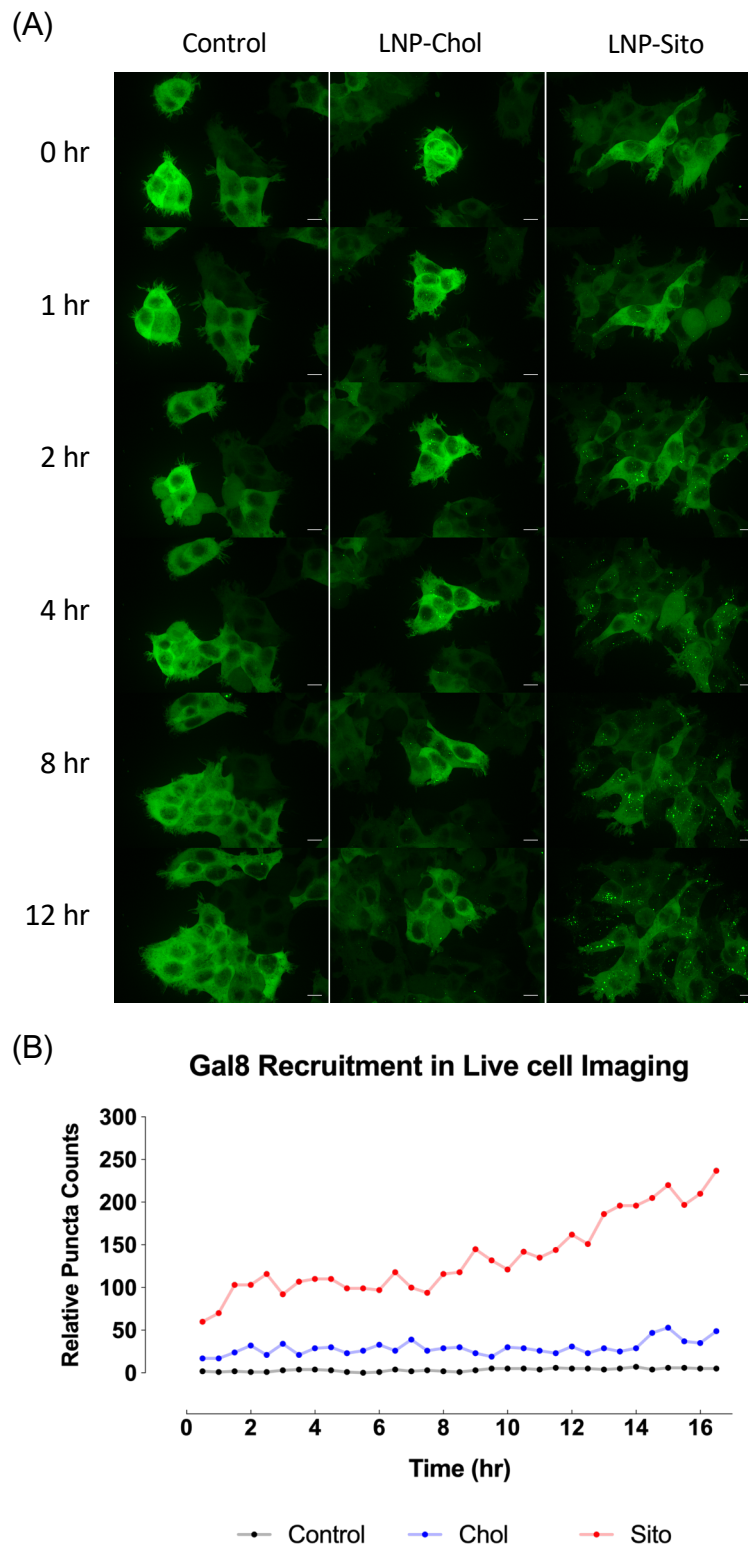 (A)
Control LNP-Chol LNP-Sito
0 hr
1 hr
2 hr
4 hr
8 hr
12 hr
(B)
Gal8 Recruitment in Live cell Imaging
Relative Puncta Counts
300
250
200
150
100
50
0
0 2 4 6 8 10 12 14 16
Time (hr)
Control Chol Sito